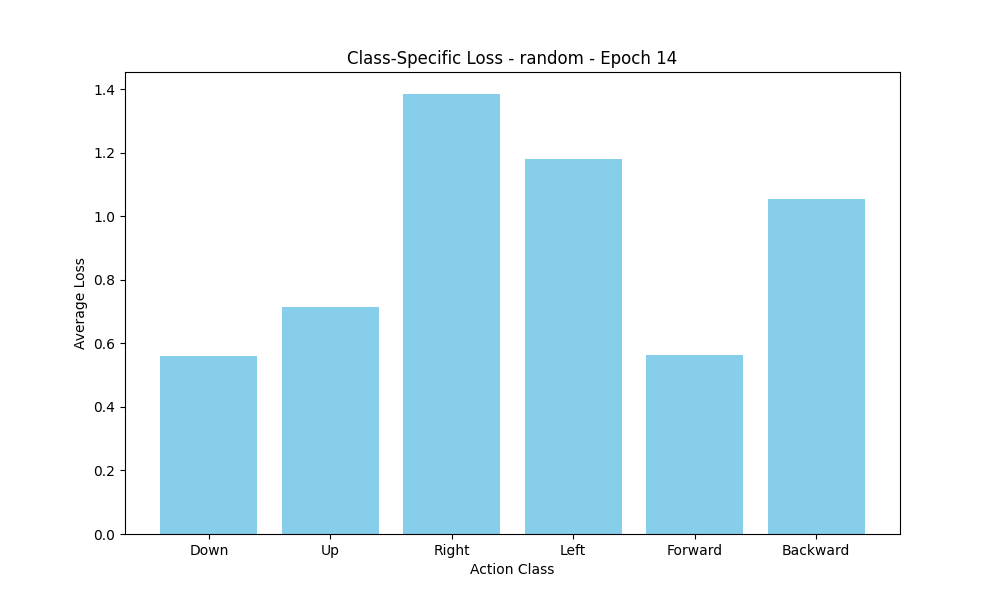 Class-Specific Loss - random - Epoch 14
1.4
1.2
1.0
0.8
0.6
0.4
0.2
0.0
Average Loss
Down Up Right Left Forward Backward
Action Class